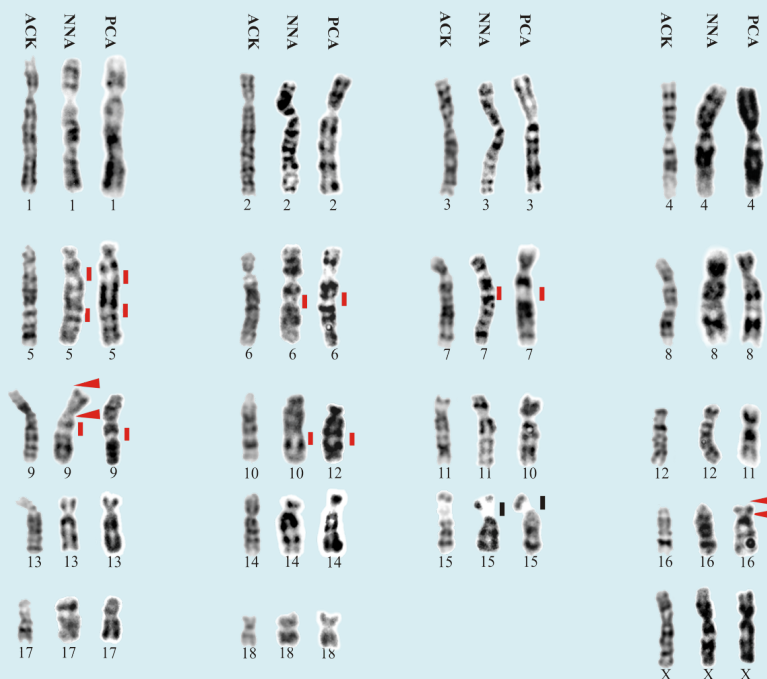 ACK NNA PCA ACK NNA PCA ACK NNA PCA ACK NNA PCA
1 1 1 2 2 2 3 3 3 4 4 4
5 5 5 6 6 6 7 7 7 8 8 8
9 9 9 10 10 12 11 11 10 12 12 11
13 13 13 14 14 14 15 15 15 16 16 16
17 17 17 18 18 18 X X X